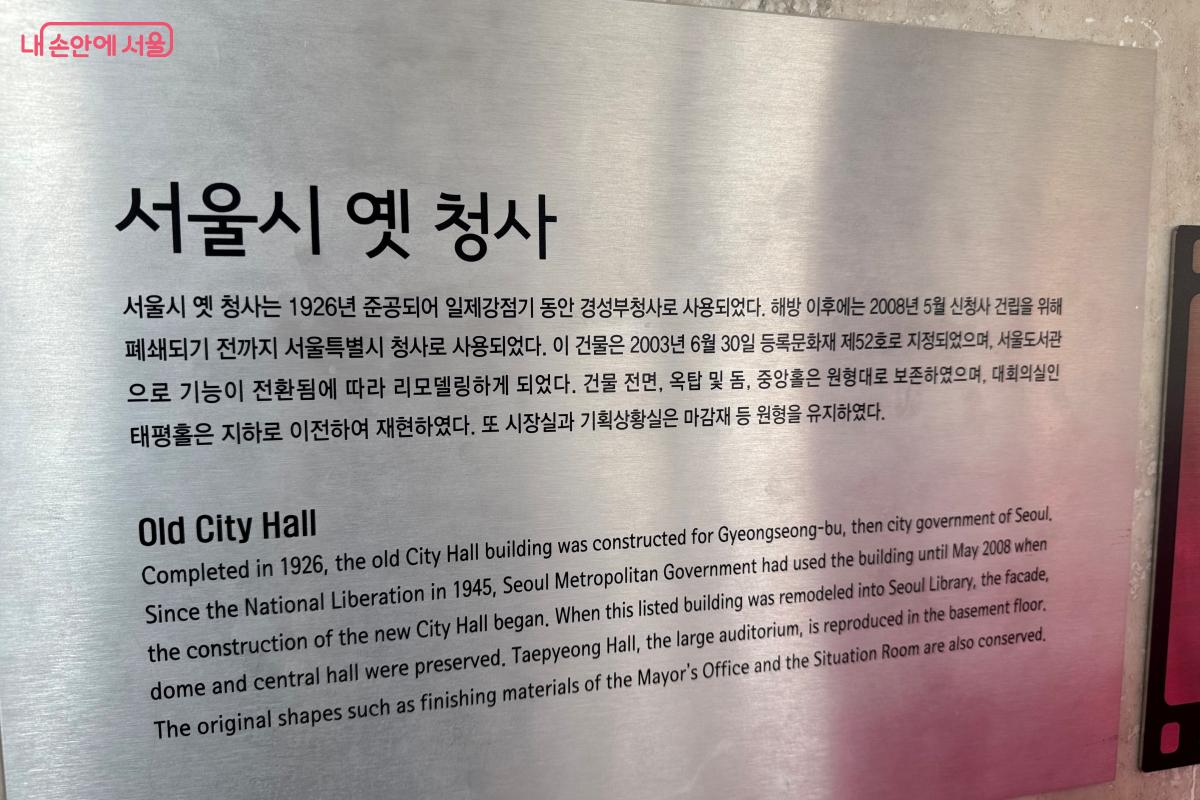 내 손안에 서울
서울시 옛 청사
서울시 옛 청사는 1926년 준공되어 일제강점기 동안 경성부청사로 사용되었다. 해방 이후에는 2008년 5월 신청사 건립을 위해
폐쇄되기 전까지 서울특별시 청사로 사용되었다. 이 건물은 2003년 6월 30일 등록문화재 제52호로 지정되었으며, 서울도서관
으로 기능이 전환됨에 따라 리모델링하게 되었다. 건물 전면, 옥탑 및 돔, 중앙홀은 원형대로 보존하였으며, 대회의실인
태평홀은 지하로 이전하여 재현하였다. 또 시장실과 기획상황실은 마감재 등 원형을 유지하였다.
Old City Hall
Completed in 1926, the old City Hall building was constructed for Gyeongseong-bu, then city government of Seoul.
Since the National Liberation in 1945, Seoul Metropolitan Government had used the building until May 2008 when
the construction of the new City Hall began. When this listed building was remodeled into Seoul Library, the facade,
dome and central hall were preserved. Taepyeong Hall, the large auditorium, is reproduced in the basement floor.
The original shapes such as finishing materials of the Mayor's Office and the Situation Room are also conserved.